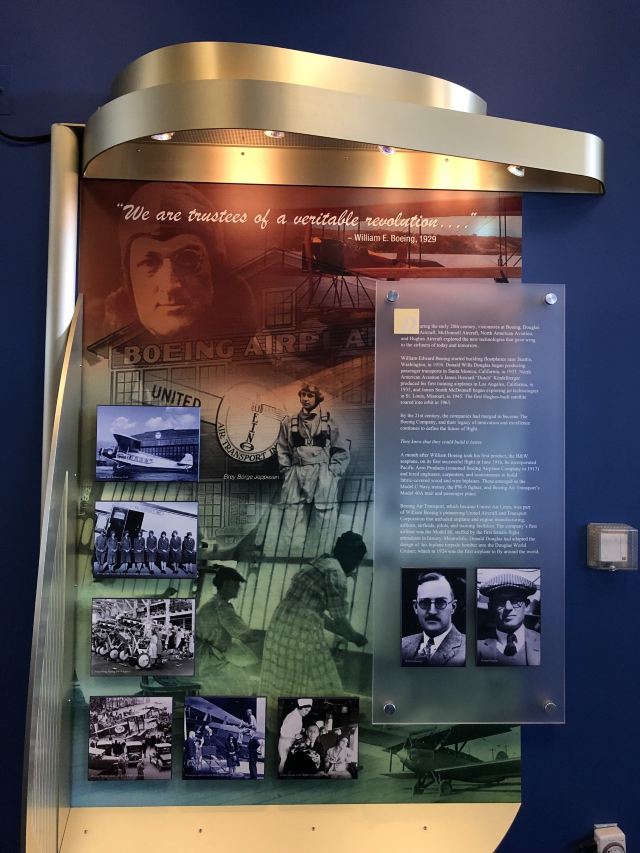 "We are trustees of a veritable revolution...."
– William E. Boeing, 1929
BOEING AIRPLA
UNITED
AIR TRANSPORT IN
Elrey Borge Jeppesen
During the early 20th century, visionaries at Boeing, Douglas
Aircraft, McDonnell Aircraft, North American Aviation,
and Hughes Aircraft explored the new technologies that gave wing
to the airliners of today and tomorrow.
William Edward Boeing started building floatplanes near Seattle,
Washington, in 1916. Donald Wills Douglas began producing
passenger transports in Santa Monica, California, in 1933. North
American Aviation's James Howard "Dutch" Kindelberger
produced his first training airplanes in Los Angeles, California, in
1935, and James Smith McDonnell began exploring jet technologies
in St. Louis, Missouri, in 1943. The first Hughes-built satellite
soared into orbit in 1963.
By the 21st century, the companies had merged to become The
Boeing Company, and their legacy of innovation and excellence
continues to define the future of flight.
They knew that they could build it better
A month after William Boeing took his first product, the B&W
seaplane, on its first successful flight in June 1916, he incorporated
Pacific Aero Products (renamed Boeing Airplane Company in 1917)
and hired engineers, carpenters, and seamstresses to build
fabric-covered wood and wire biplanes. These emerged as the
Model C Navy trainer, the PW-9 fighter, and Boeing Air Transport's
Model 40A mail and passenger plane.
Boeing Air Transport, which became United Air Lines, was part
of William Boeing's pioneering United Aircraft and Transport
Corporation that included airplane and engine manufacturing,
airlines, airfields, pilots, and training facilities. The company's first
airliner was the Model 80, staffed by the first female flight
attendants in history. Meanwhile, Donald Douglas had adapted the
design of his biplane torpedo bomber into the Douglas World
Cruiser, which in 1924 was the first airplane to fly around the world.